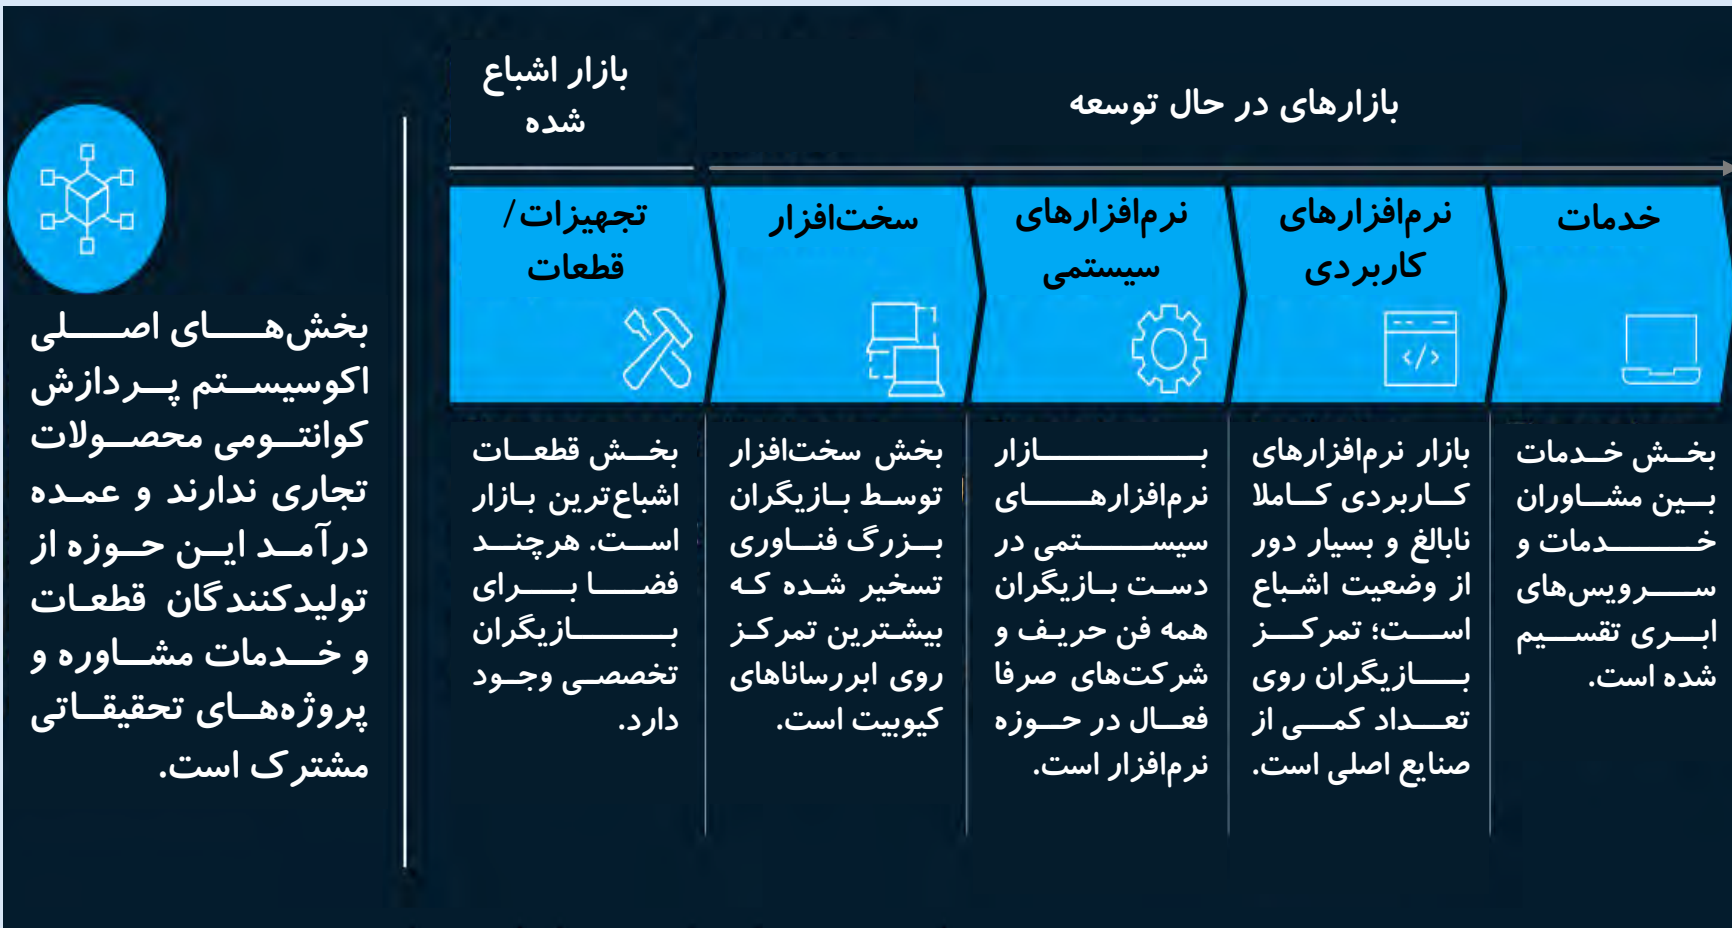 بازار اشباع
شده
بازارهای در حال توسعه
تجهیزات/
قطعات
سخت‌افزار
نرم‌افزارهای
سیستمی
نرم‌افزارهای
کاربردی
</>
خدمات
بخش‌های اصلی
اکوسیستم پردازش
کوانتومی محصولات
تجاری ندارند و عمده
درآمد این حوزه از
تولیدکنندگان قطعات
و خدمات مشاوره و
پروژه‌های تحقیقاتی
مشترک است.
بخش قطعات
اشباع‌ترین بازار
است. هرچند
فضا برای
بازیگران
تخصصی وجود
دارد.
بخش سخت‌افزار
توسط بازیگران
بزرگ فناوری
تسخیر شده که
بیشترین تمرکز
روی ابررساناهای
کیوبیت است.
بازار
نرم‌افزارهای
سیستمی در
دست بازیگران
همه فن حریف و
شرکت‌های صرفا
فعال در حوزه
نرم‌افزار است.
بازار نرم‌افزارهای
کاربردی کاملا
نابالغ و بسیار دور
از وضعیت اشباع
است؛ تمرکز
بازیگران روی
تعداد کمی از
صنایع اصلی است.
بخش خدمات
بین مشاوران
خدمات و
سرویس‌های
ابری تقسیم
شده است.